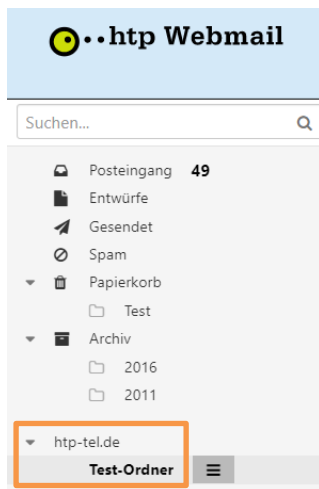 htp Webmail
Suchen...
Posteingang 49
Entwürfe
Gesendet
Spam
Papierkorb
Test
Archiv
2016
2011
htp-tel.de
Test-Ordner